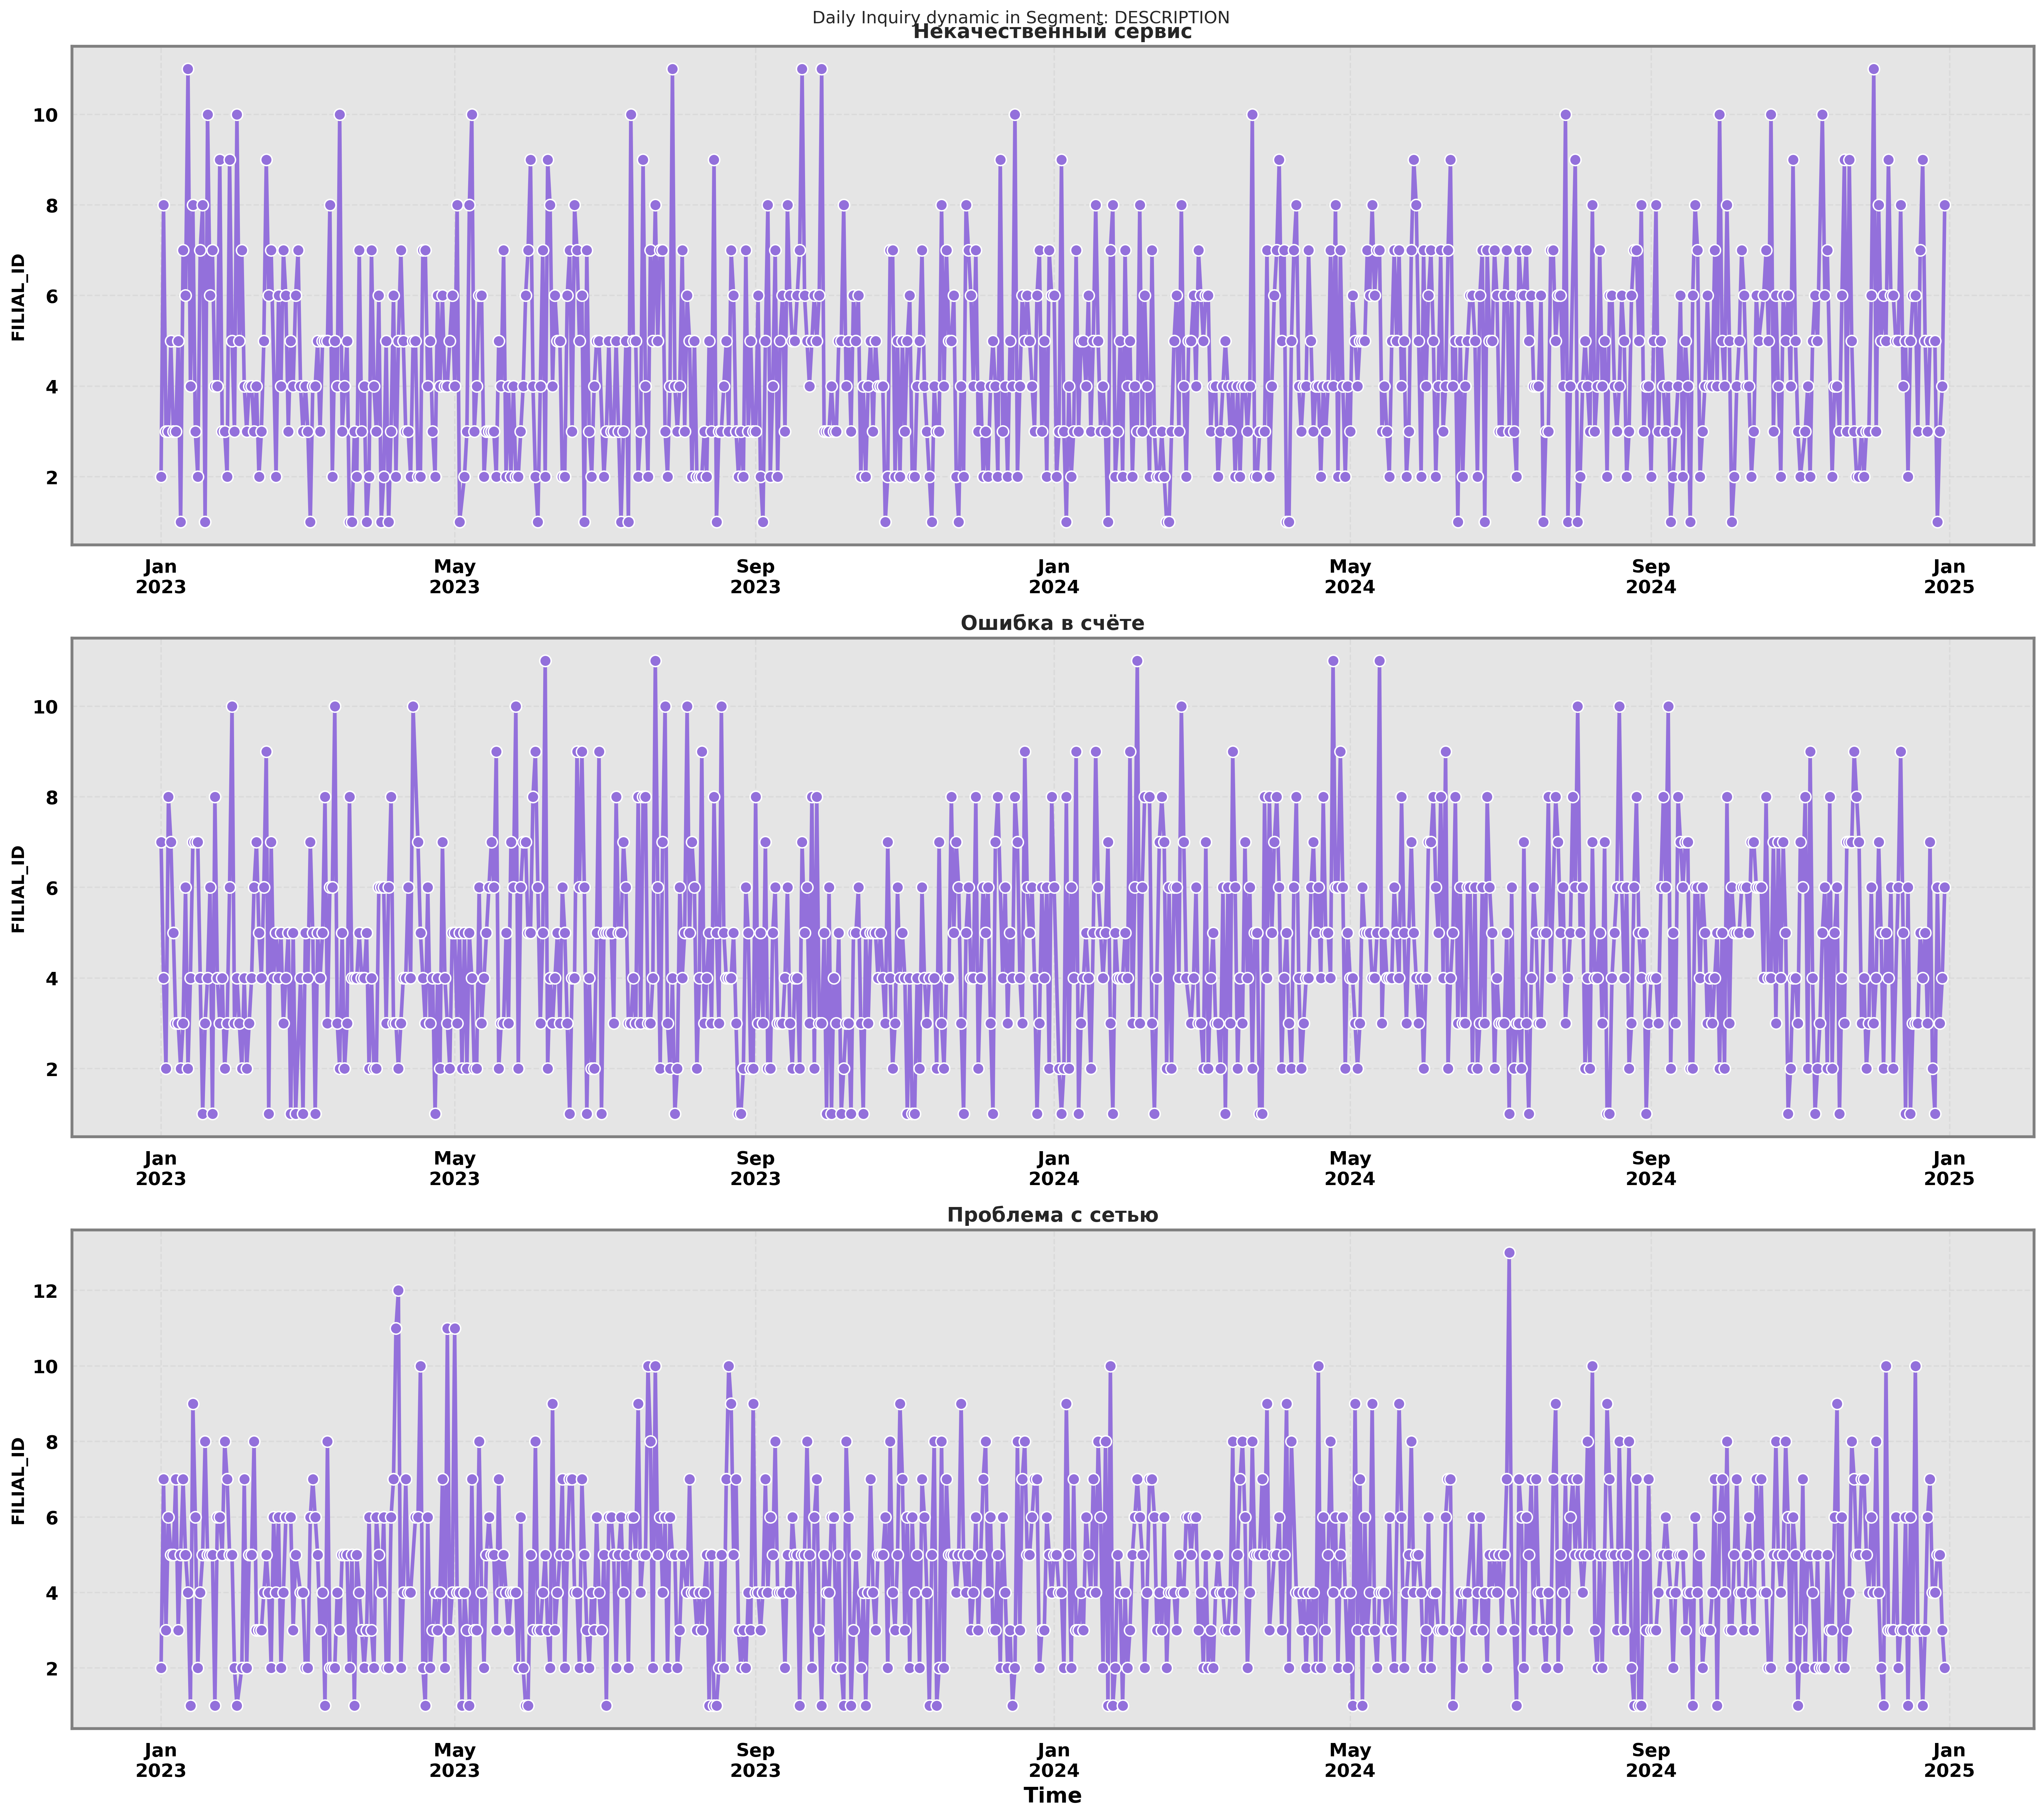 Daily Inquiry dynamic in Segment: DESCRIPTION
Некачественный сервис
FILIAL_ID
10
8
6
4
2
Jan
2023
May
2023
Sep
2023
Jan
2024
May
2024
Sep
2024
Jan
2025
Ошибка в счёте
FILIAL_ID
10
8
6
4
2
Jan
2023
May
2023
Sep
2023
Jan
2024
May
2024
Sep
2024
Jan
2025
Проблема с сетью
FILIAL_ID
12
10
8
6
4
2
Jan
2023
May
2023
Sep
2023
Jan
2024
May
2024
Sep
2024
Jan
2025
Time